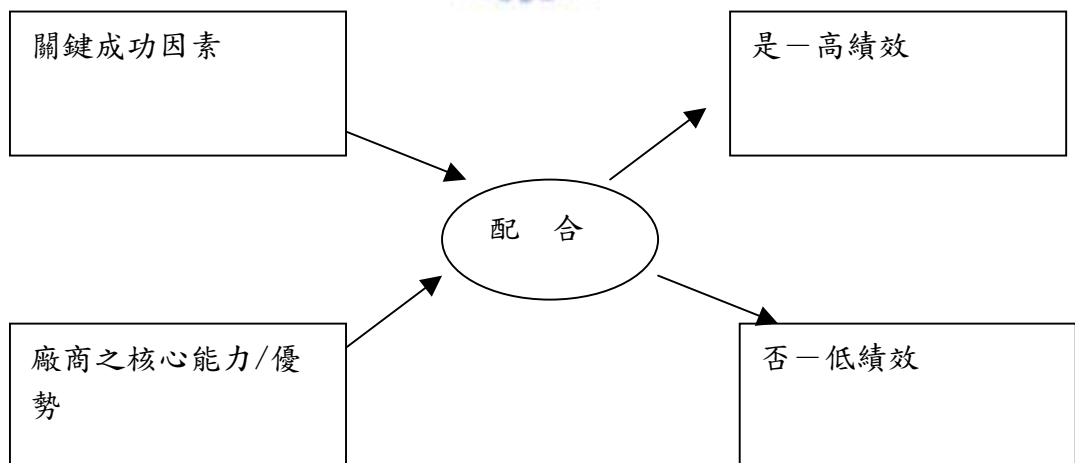 關鍵成功因素
是－高績效
配 合
廠商之核心能力/優
勢
否－低績效